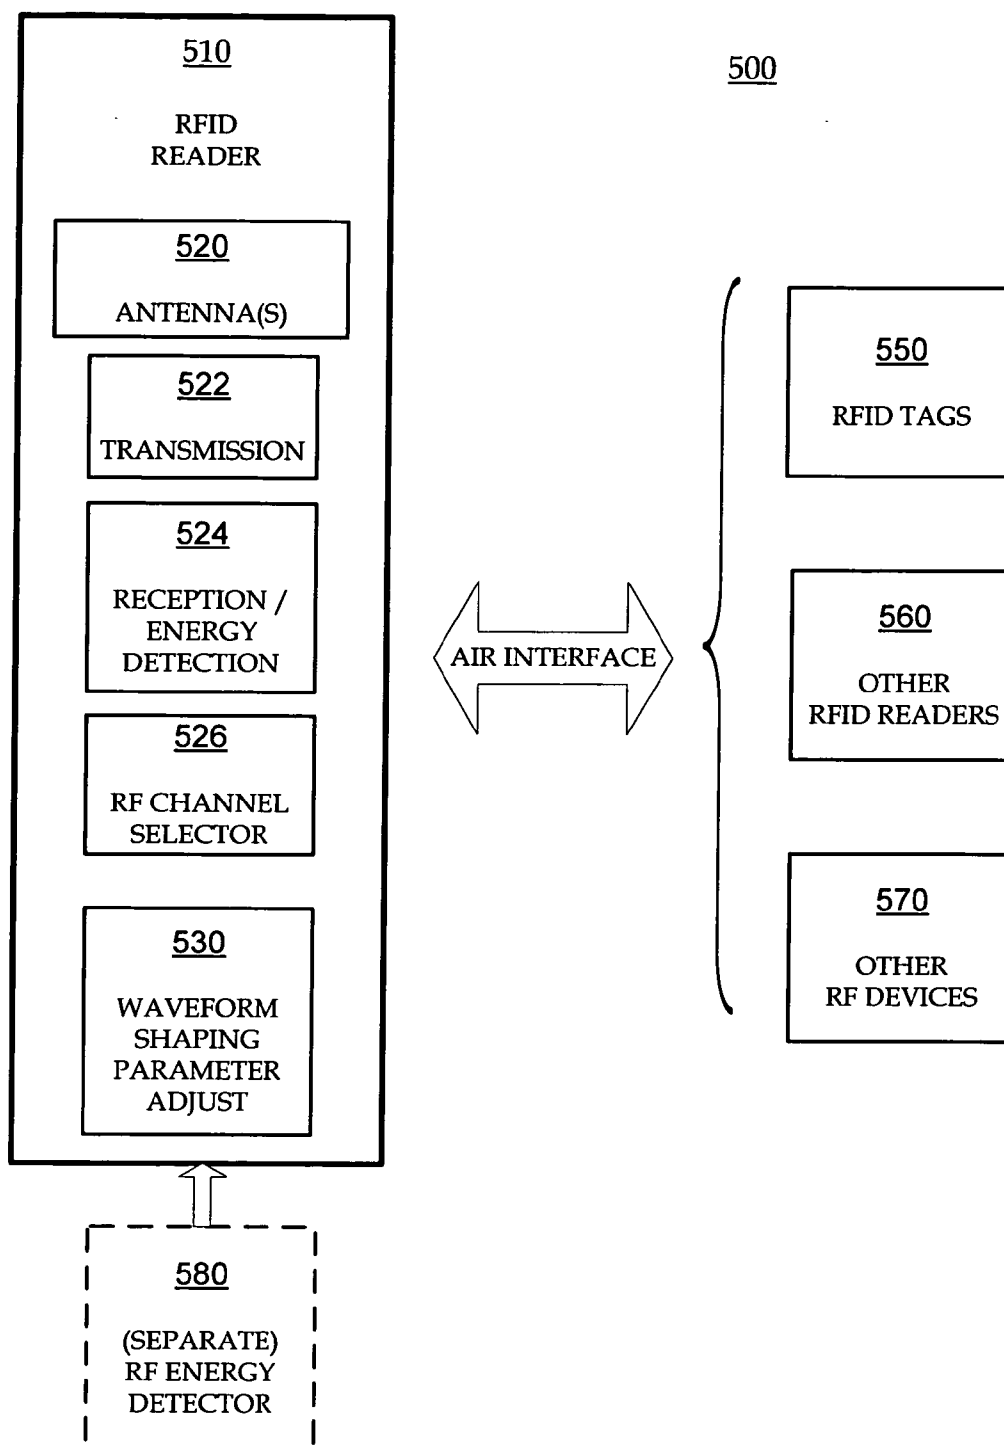 510
RFID
READER
520
ANTENNA(S)
522
TRANSMISSION
524
RECEPTION /
ENERGY
DETECTION
526
RF CHANNEL
SELECTOR
530
WAVEFORM
SHAPING
PARAMETER
ADJUST
580
(SEPARATE)
RF ENERGY
DETECTOR
AIR INTERFACE
500
550
RFID TAGS
560
OTHER
RFID READERS
570
OTHER
RF DEVICES